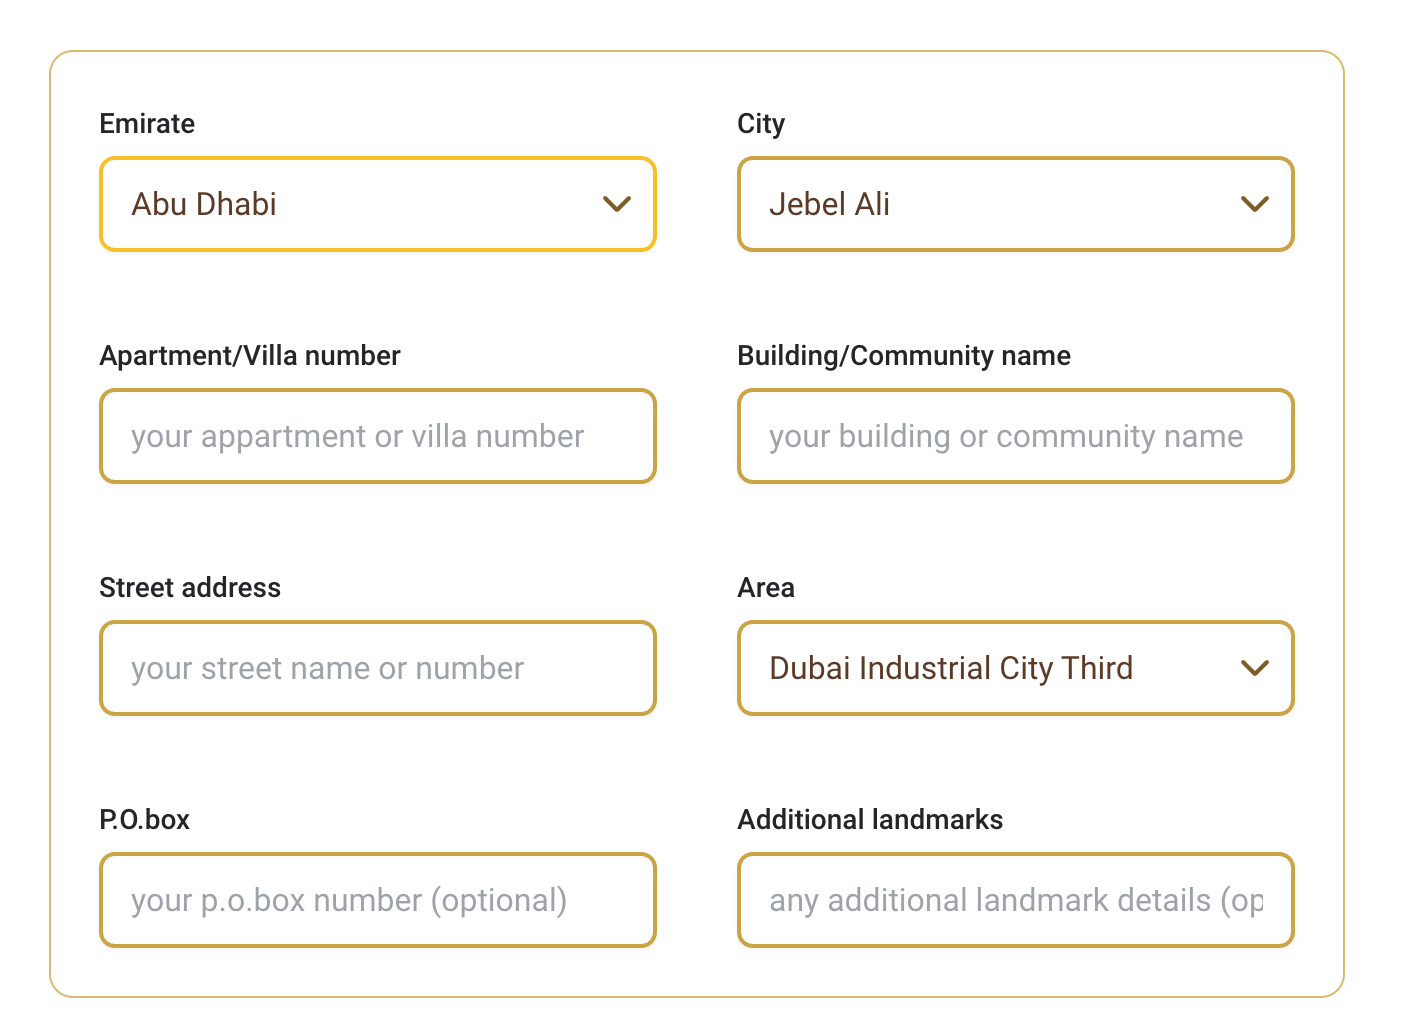 Emirate
City
Abu Dhabi
Jebel Ali
Apartment/Villa number
Building/Community name
your appartment or villa number
your building or community name
Street address
Area
your street name or number
Dubai Industrial City Third
P.O.box
Additional landmarks
your p.o.box number (optional)
any additional landmark details (op